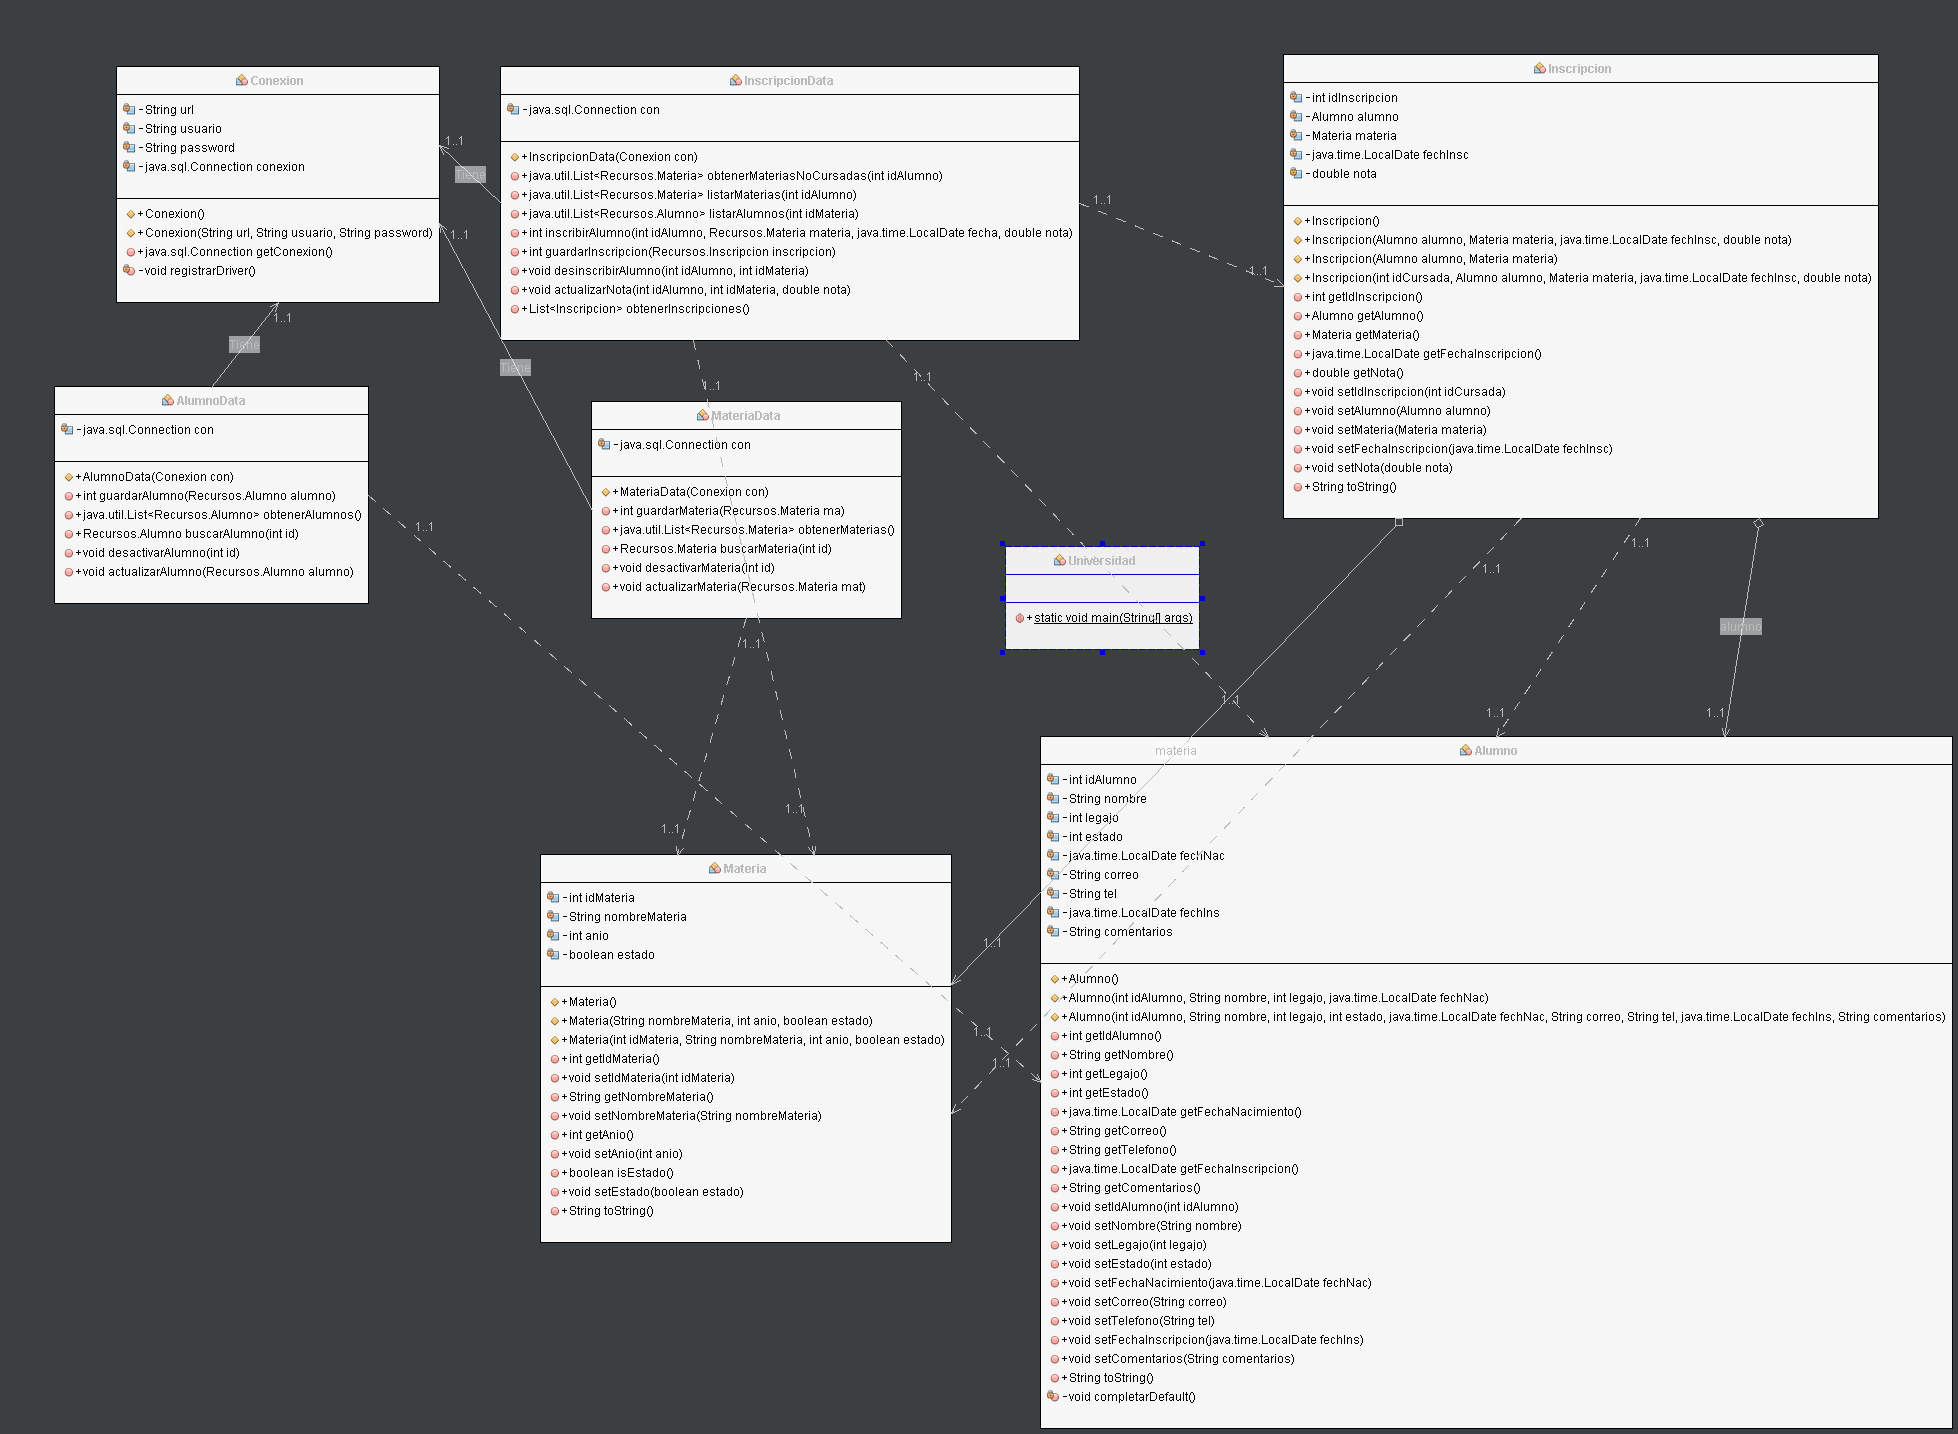 Conexion
-String url
-String usuario
-String password
-java.sql.Connection conexion
+Conexion()
+Conexion(String url, String usuario, String password)
+java.sql.Connection getConexion()
-void registrarDriver()
InscripcionData
-java.sql.Connection con
+InscripcionData(Conexion con)
+java.util.List<Recursos.Materia> obtenerMateriasNoCursadas(int idAlumno)
+java.util.List<Recursos.Materia> listarMaterias(int idAlumno)
+java.util.List<Recursos.Alumno> listarAlumnos(int idMateria)
+int inscribirAlumno(int idAlumno, Recursos.Materia materia, java.time.LocalDate fecha, double nota)
+int guardarInscripcion(Recursos.Inscripcion inscripcion)
+void desinscribirAlumno(int idAlumno, int idMateria)
+void actualizarNota(int idAlumno, int idMateria, double nota)
+List<Inscripcion> obtenerInscripciones()
Inscripcion
-int idInscripcion
-Alumno alumno
-Materia materia
-java.time.LocalDate fechInsc
-double nota
+Inscripcion()
+Inscripcion(Alumno alumno, Materia materia, java.time.LocalDate fechInsc, double nota)
+Inscripcion(Alumno alumno, Materia materia)
+Inscripcion(int idCursada, Alumno alumno, Materia materia, java.time.LocalDate fechInsc, double nota)
+int getIdInscripcion()
+Alumno getAlumno()
+Materia getMateria()
+java.time.LocalDate getFechaInscripcion()
+double getNota()
+void setIdInscripcion(int idCursada)
+void setAlumno(Alumno alumno)
+void setMateria(Materia materia)
+void setFechaInscripcion(java.time.LocalDate fechInsc)
+void setNota(double nota)
+String toString()
1..1
Tiene
1..1
1..1
1..1
1..1
Tiene
Tiene
1..1
1..1
AlumnoData
-java.sql.Connection con
+AlumnoData(Conexion con)
+int guardarAlumno(Recursos.Alumno alumno)
+java.util.List<Recursos.Alumno> obtenerAlumnos()
+Recursos.Alumno buscarAlumno(int id)
+void desactivarAlumno(int id)
+void actualizarAlumno(Recursos.Alumno alumno)
MateriaData
-java.sql.Connection con
+MateriaData(Conexion con)
+int guardarMateria(Recursos.Materia ma)
+java.util.List<Recursos.Materia> obtenerMaterias()
+Recursos.Materia buscarMateria(int id)
+void desactivarMateria(int id)
+void actualizarMateria(Recursos.Materia mat)
1..1
Universidad
+static void main(String[] args)
1..1
1..1
alumno
1..1
1..1
1..1
1..1
1..1
1..1
Materia
-int idMateria
-String nombreMateria
-int anio
-boolean estado
+Materia()
+Materia(String nombreMateria, int anio, boolean estado)
+Materia(int idMateria, String nombreMateria, int anio, boolean estado)
+int getIdMateria()
+void setIdMateria(int idMateria)
+String getNombreMateria()
+void setNombreMateria(String nombreMateria)
+int getAnio()
+void setAnio(int anio)
+boolean isEstado()
+void setEstado(boolean estado)
+String toString()
1..1
1..1
1..1
materia
Alumno
-int idAlumno
-String nombre
-int legajo
-int estado
-java.time.LocalDate fechNac
-String correo
-String tel
-java.time.LocalDate fechIns
-String comentarios
+Alumno()
+Alumno(int idAlumno, String nombre, int legajo, java.time.LocalDate fechNac)
+Alumno(int idAlumno, String nombre, int legajo, int estado, java.time.LocalDate fechNac, String correo, String tel, java.time.LocalDate fechIns, String comentarios)
+int getIdAlumno()
+String getNombre()
+int getLegajo()
+int getEstado()
+java.time.LocalDate getFechaNacimiento()
+String getCorreo()
+String getTelefono()
+java.time.LocalDate getFechaInscripcion()
+String getComentarios()
+void setIdAlumno(int idAlumno)
+void setNombre(String nombre)
+void setLegajo(int legajo)
+void setEstado(int estado)
+void setFechaNacimiento(java.time.LocalDate fechNac)
+void setCorreo(String correo)
+void setTelefono(String tel)
+void setFechaInscripcion(java.time.LocalDate fechIns)
+void setComentarios(String comentarios)
+String toString()
-void completarDefault()